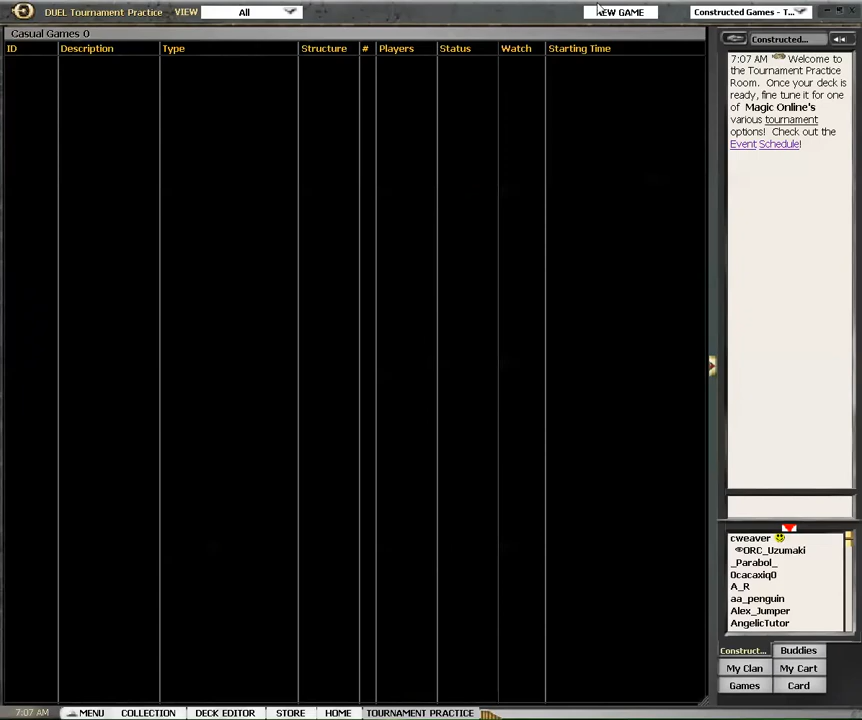 DUEL Tournament Practice VIEW All NEW GAME Constructed Games - T...
Casual Games 0
ID Description Type Structure # Players Status Watch Starting Time
Constructed...
7:07 AM Welcome to
the Tournament Practice
Room. Once your deck is
ready, fine tune it for one
of Magic Online's
various tournament
options! Check out the
Event Schedule!
cweaver
ORC_Uzumaki
_Parabol_
0cacaxiq0
A_R
aa_penguin
Alex_Jumper
AngelicTutor
Construct... Buddies
My Clan My Cart
Games Card
7:07 AM MENU COLLECTION DECK EDITOR STORE HOME TOURNAMENT PRACTICE